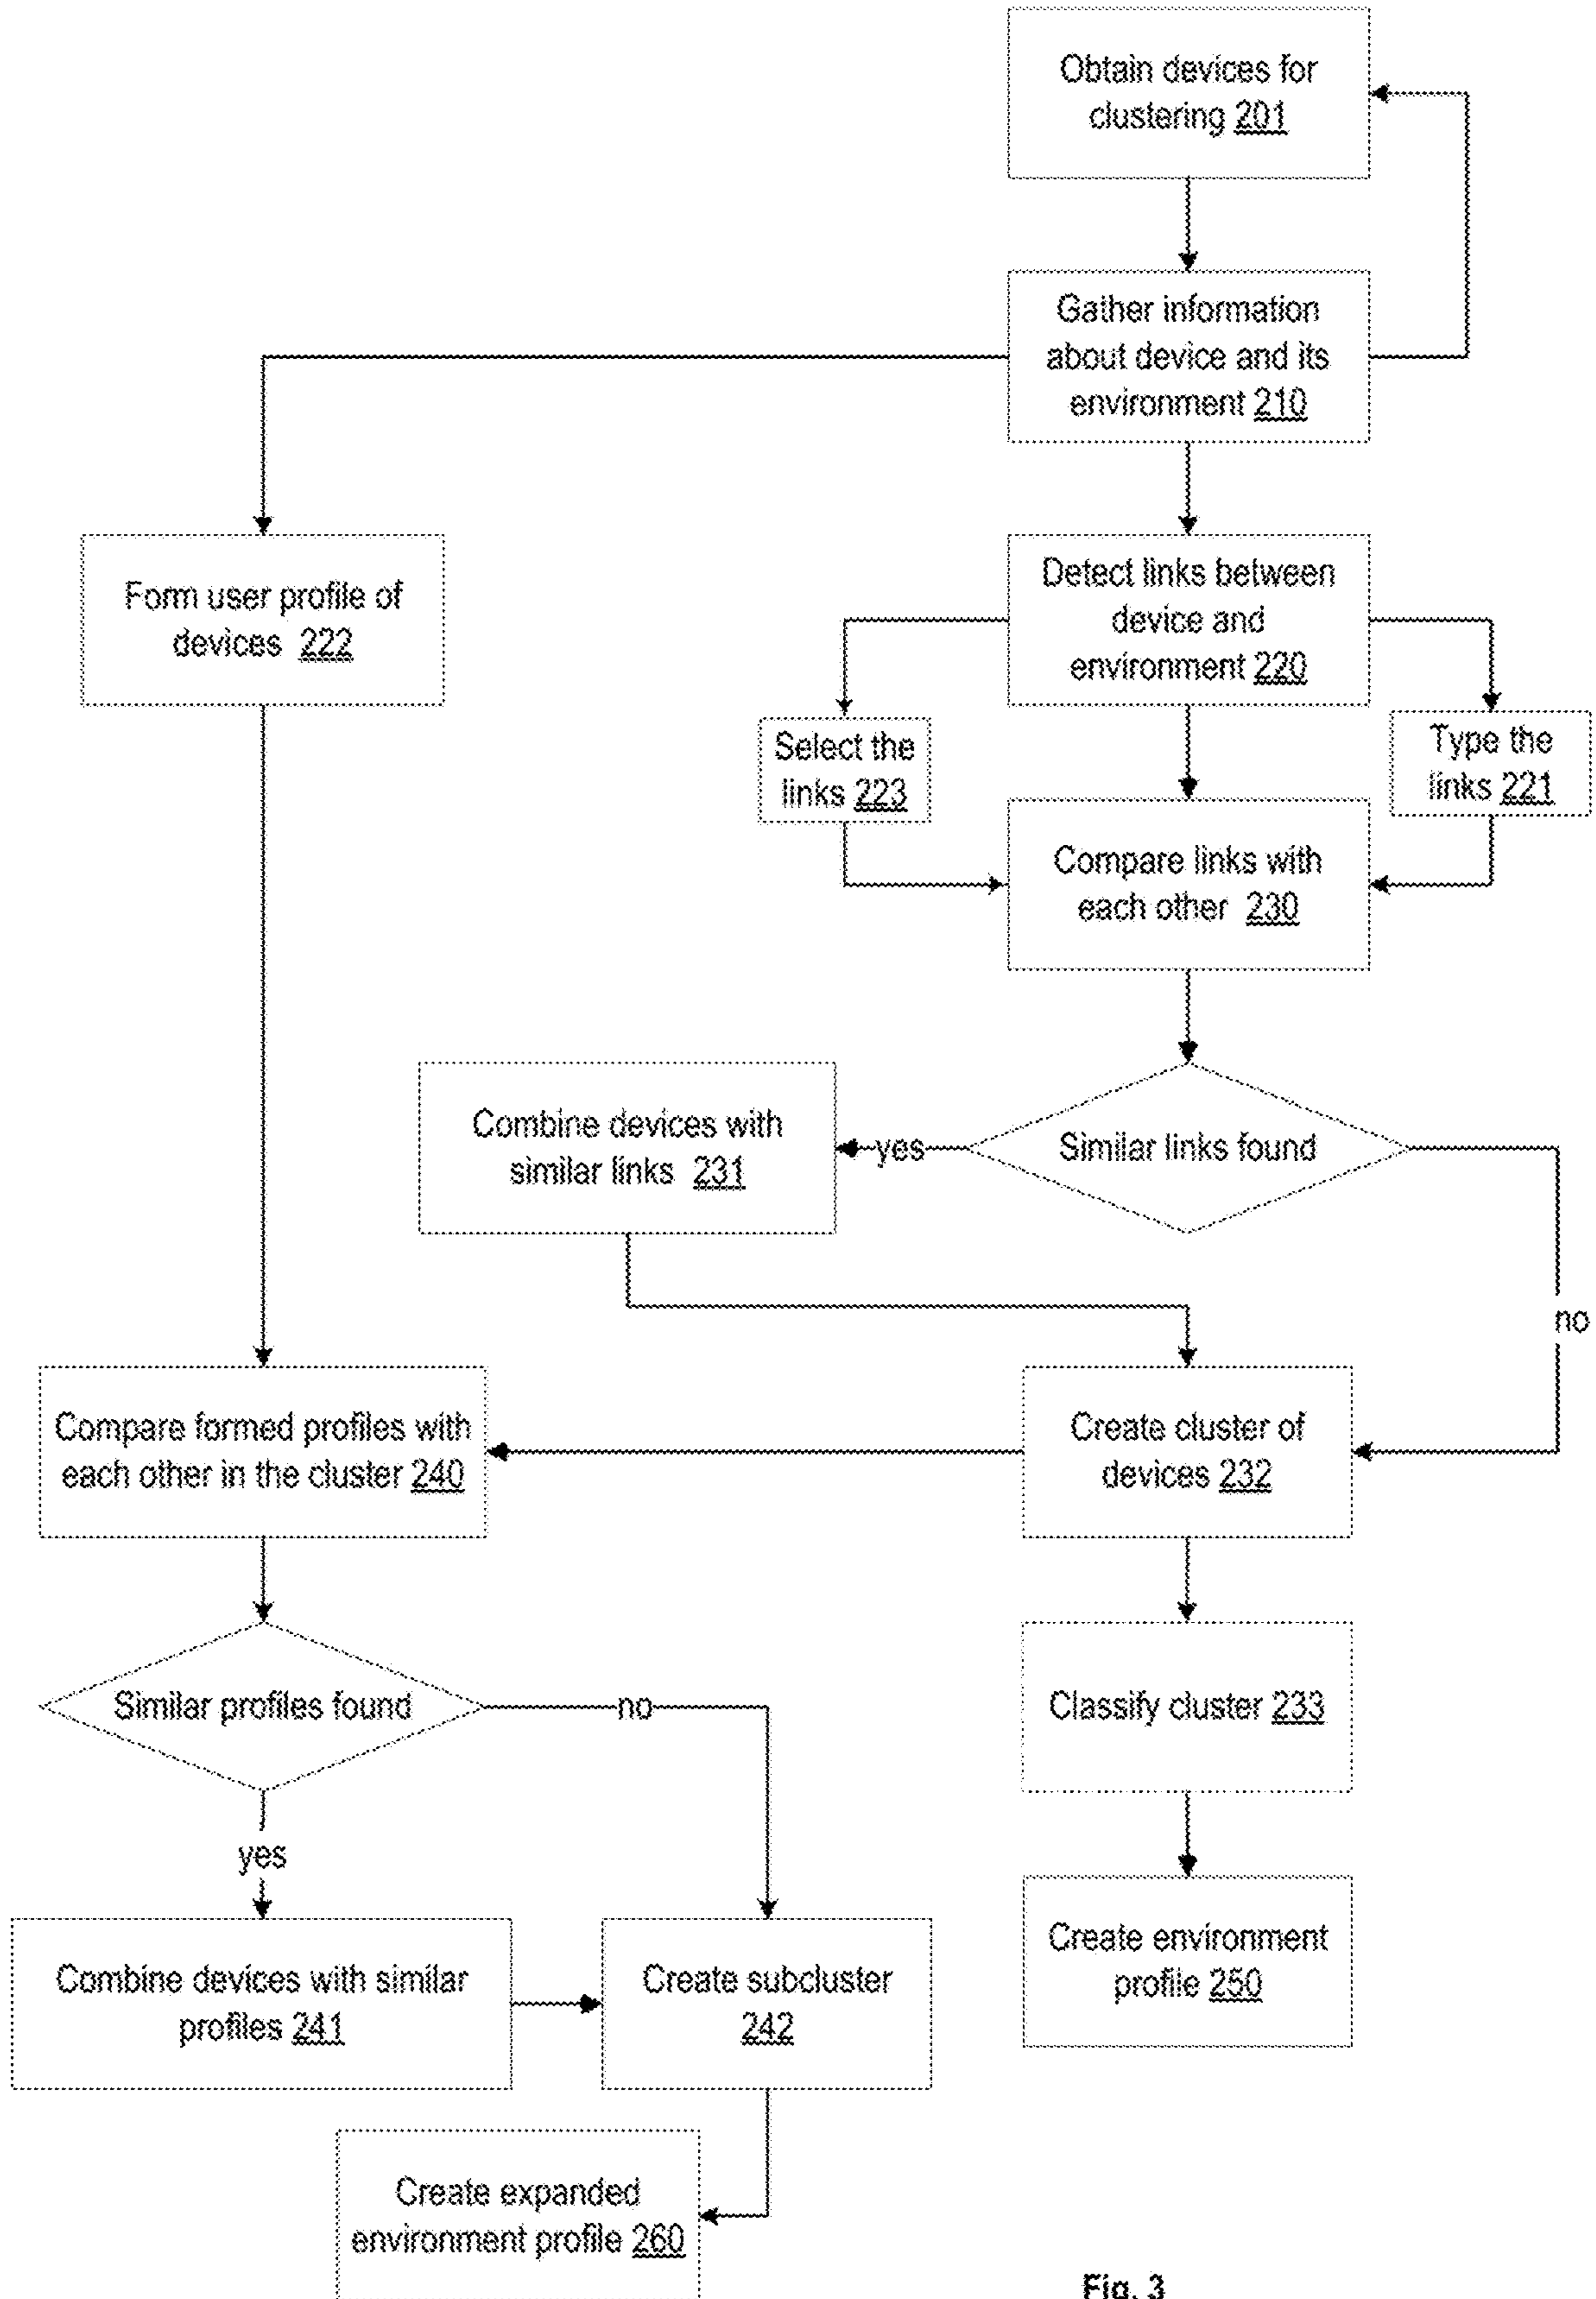 Obtain devices for
clustering 201
Gather information
about device and its
environment 210
Form user profile of
devices 222
Detect links between
device and
environment 220
Select the
links 223
Type the
links 221
Compare links with
each other 230
Combine devices with
similar links 231
yes
Similar links found
no
Compare formed profiles with
each other in the cluster 240
Create cluster of
devices 232
Similar profiles found
no
Classify cluster 233
yes
Combine devices with similar
profiles 241
Create subcluster
242
Create environment
profile 250
Create expanded
environment profile 260
Fig. 3